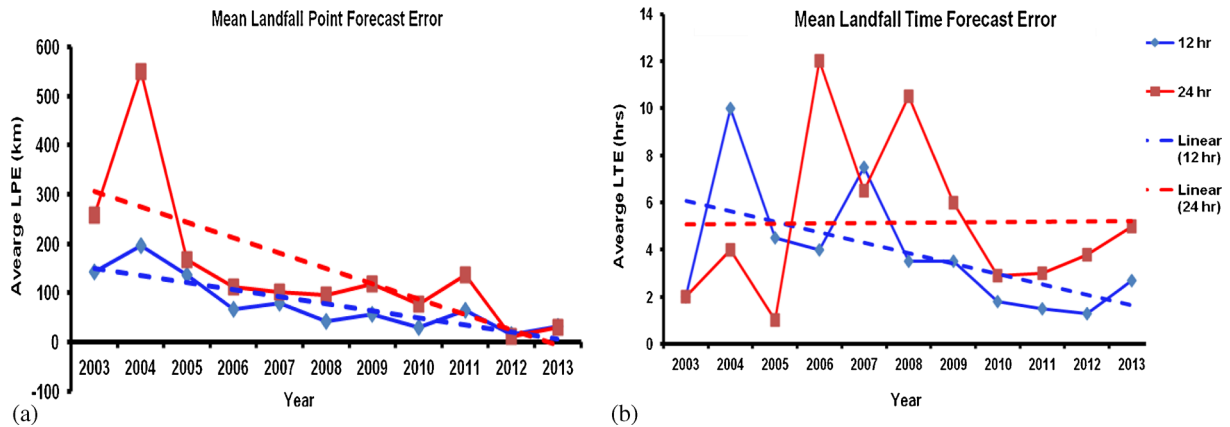 Mean Landfall Point Forecast Error
Avearge LPE (km)
600
500
400
300
200
100
0
-100
2003 2004 2005 2006 2007 2008 2009 2010 2011 2012 2013
Year
(a)
Mean Landfall Time Forecast Error
Avearge LTE (hrs)
14
12
10
8
6
4
2
0
2003 2004 2005 2006 2007 2008 2009 2010 2011 2012 2013
Year
(b)
12 hr
24 hr
Linear
(12 hr)
Linear
(24 hr)